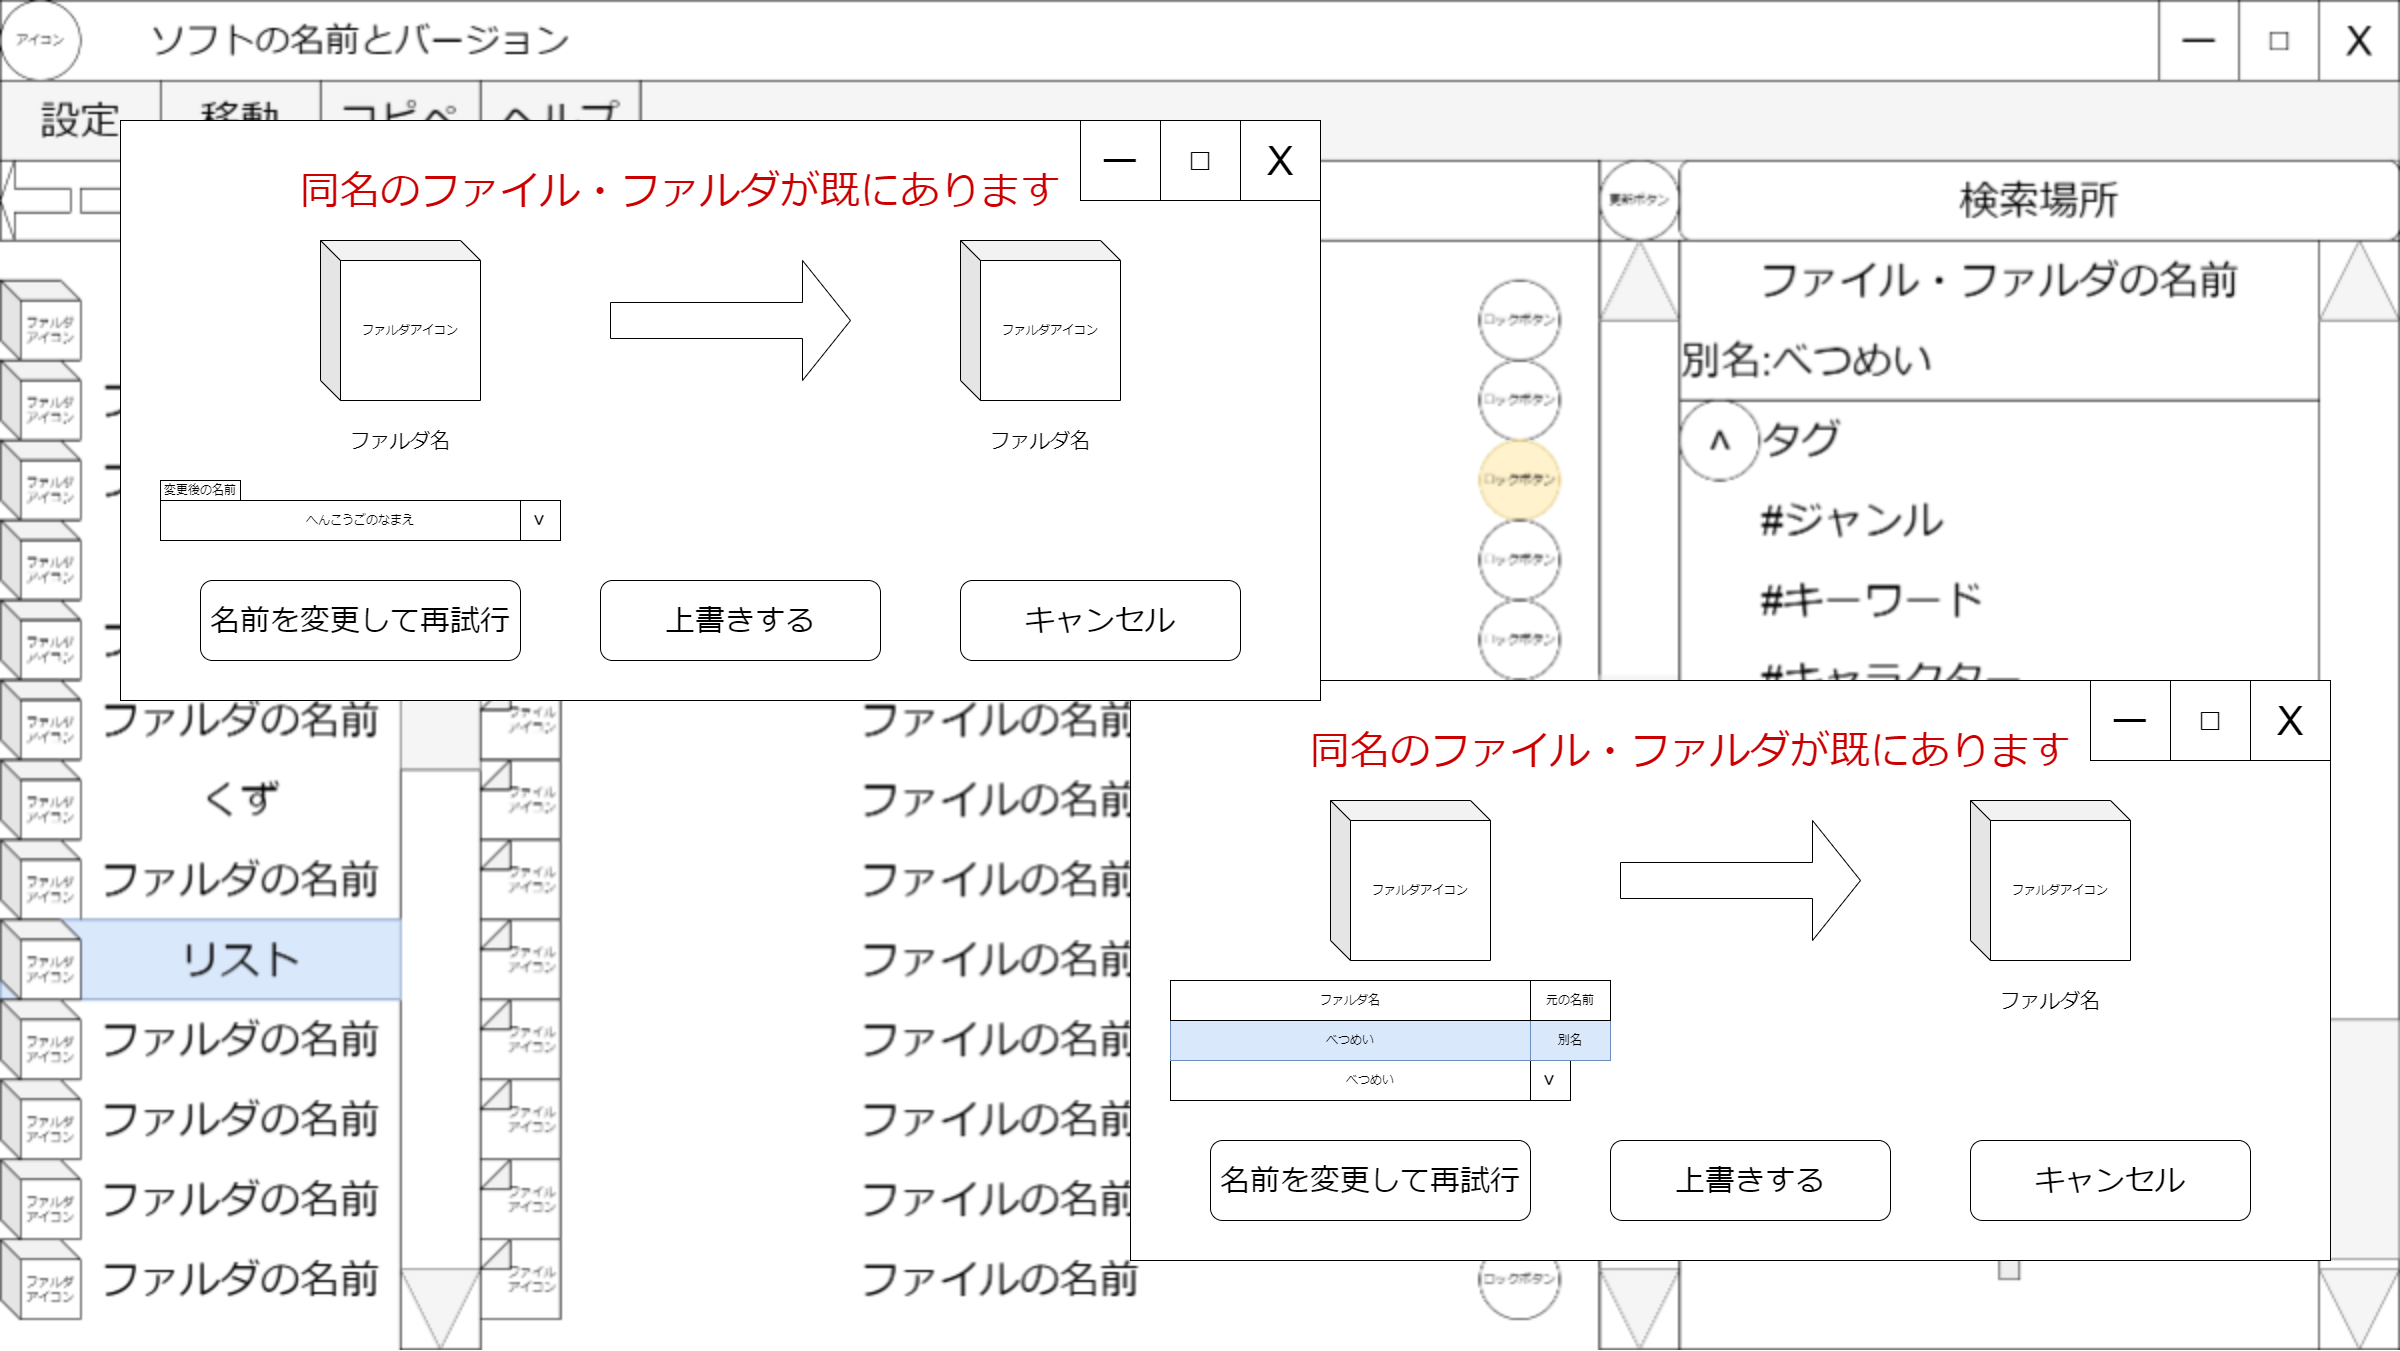 アイコン
ソフトの名前とバージョン
— □ X
設定
移動
コピペ
ヘルプ
更新ボタン
検索場所
ファイル・ファルダの名前
別名:べつめい
^
タグ
#ジャンル
#キーワード
#キャラクター
— □ X
同名のファイル・ファルダが既にあります
ファルダアイコン
ファルダアイコン
ファルダ名
ファルダ名
変更後の名前
へんこうごのなまえ
v
名前を変更して再試行
上書きする
キャンセル
— □ X
同名のファイル・ファルダが既にあります
ファルダアイコン
ファルダアイコン
ファルダ名
元の名前
べつめい
別名
べつめい
v
ファルダ名
名前を変更して再試行
上書きする
キャンセル
ファルダ
アイコン
ファルダ
アイコン
ファルダ
アイコン
ファルダ
アイコン
ファルダ
アイコン
ファルダ
アイコン
ファルダの名前
ファルダ
アイコン
くず
ファルダ
アイコン
ファルダの名前
ファルダ
アイコン
リスト
ファルダ
アイコン
ファルダの名前
ファルダ
アイコン
ファルダの名前
ファルダ
アイコン
ファルダの名前
ファルダ
アイコン
ファルダの名前
ファイル
アイコン
ファイルの名前
ファイル
アイコン
ファイルの名前
ファイル
アイコン
ファイルの名前
ファイル
アイコン
ファイルの名前
ファイル
アイコン
ファイルの名前
ファイル
アイコン
ファイルの名前
ファイル
アイコン
ファイルの名前
ファイル
アイコン
ファイルの名前
ロックボタン
ロックボタン
ロックボタン
ロックボタン
ロックボタン
ロックボタン